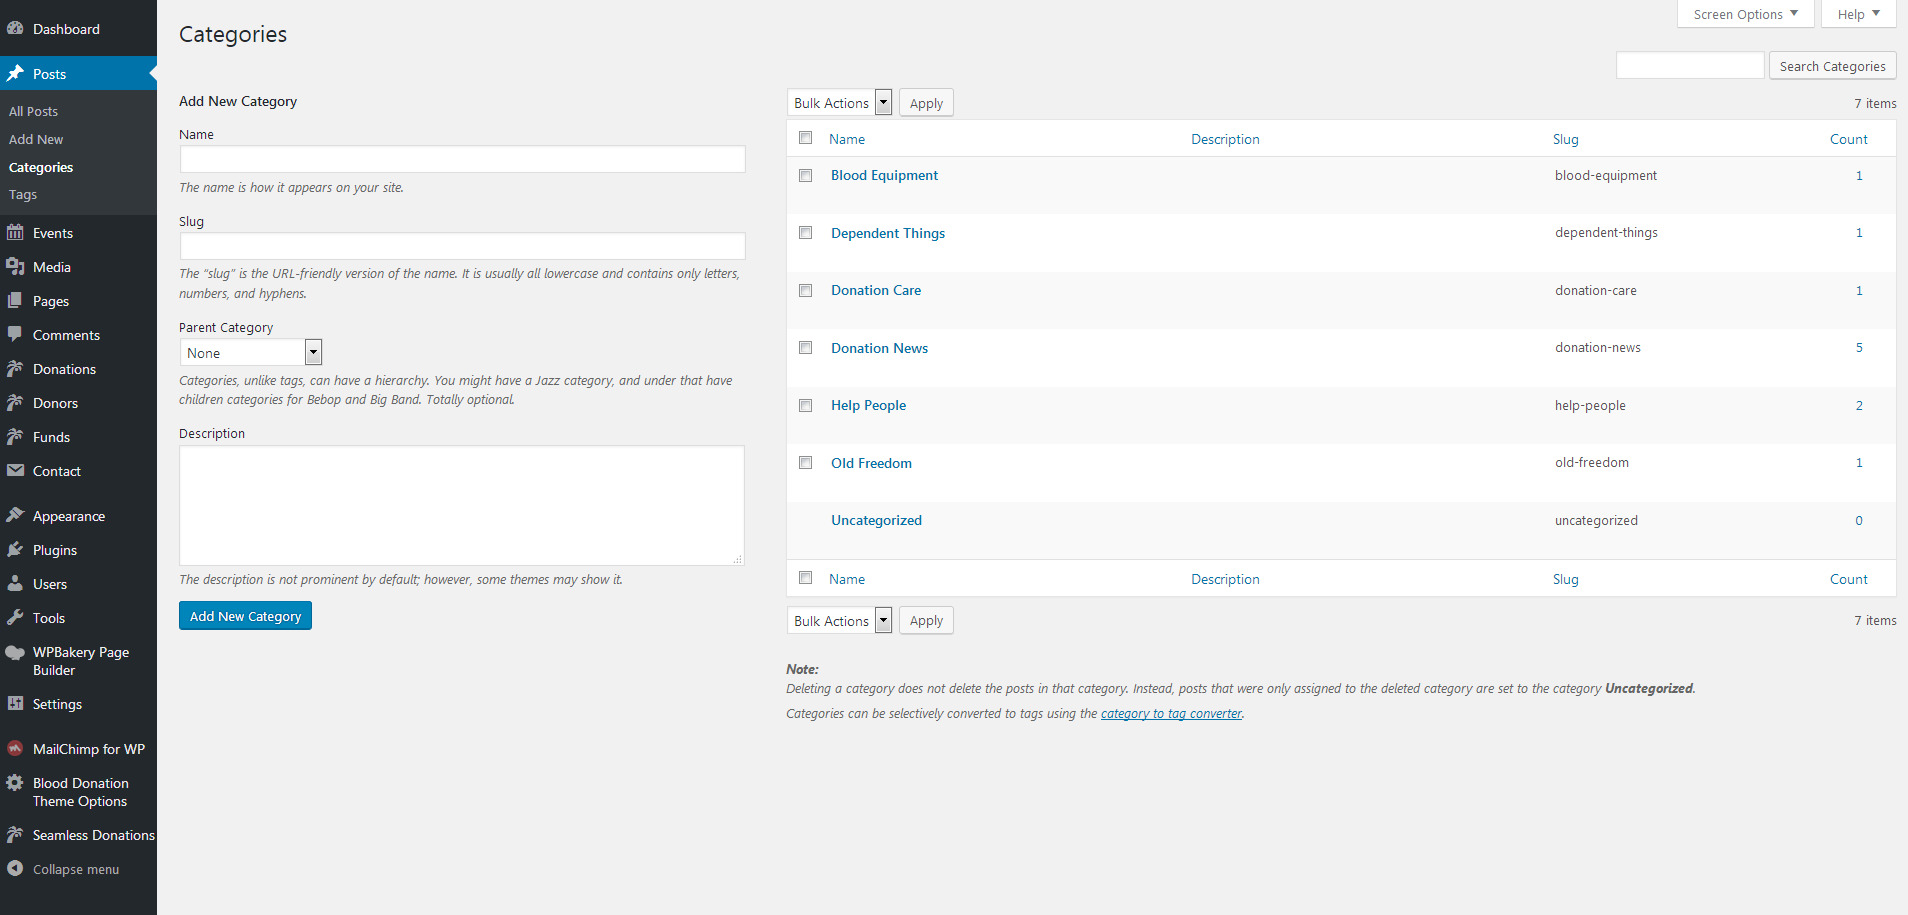 Dashboard
Posts
All Posts
Add New
Categories
Tags
Events
Media
Pages
Comments
Donations
Donors
Funds
Contact
Appearance
Plugins
Users
Tools
WPBakery Page
Builder
Settings
MailChimp for WP
Blood Donation
Theme Options
Seamless Donations
Collapse menu
Screen Options
Help
Categories
Search Categories
Add New Category
Name
The name is how it appears on your site.
Slug
The “slug” is the URL-friendly version of the name. It is usually all lowercase and contains only letters,
numbers, and hyphens.
Parent Category
None
Categories, unlike tags, can have a hierarchy. You might have a Jazz category, and under that have
children categories for Bebop and Big Band. Totally optional.
Description
The description is not prominent by default; however, some themes may show it.
Add New Category
Bulk Actions Apply 7 items
Name Description Slug Count
Blood Equipment blood-equipment 1
Dependent Things dependent-things 1
Donation Care donation-care 1
Donation News donation-news 5
Help People help-people 2
Old Freedom old-freedom 1
Uncategorized uncategorized 0
Name Description Slug Count
Bulk Actions Apply 7 items
Note:
Deleting a category does not delete the posts in that category. Instead, posts that were only assigned to the deleted category are set to the category Uncategorized.
Categories can be selectively converted to tags using the category to tag converter.